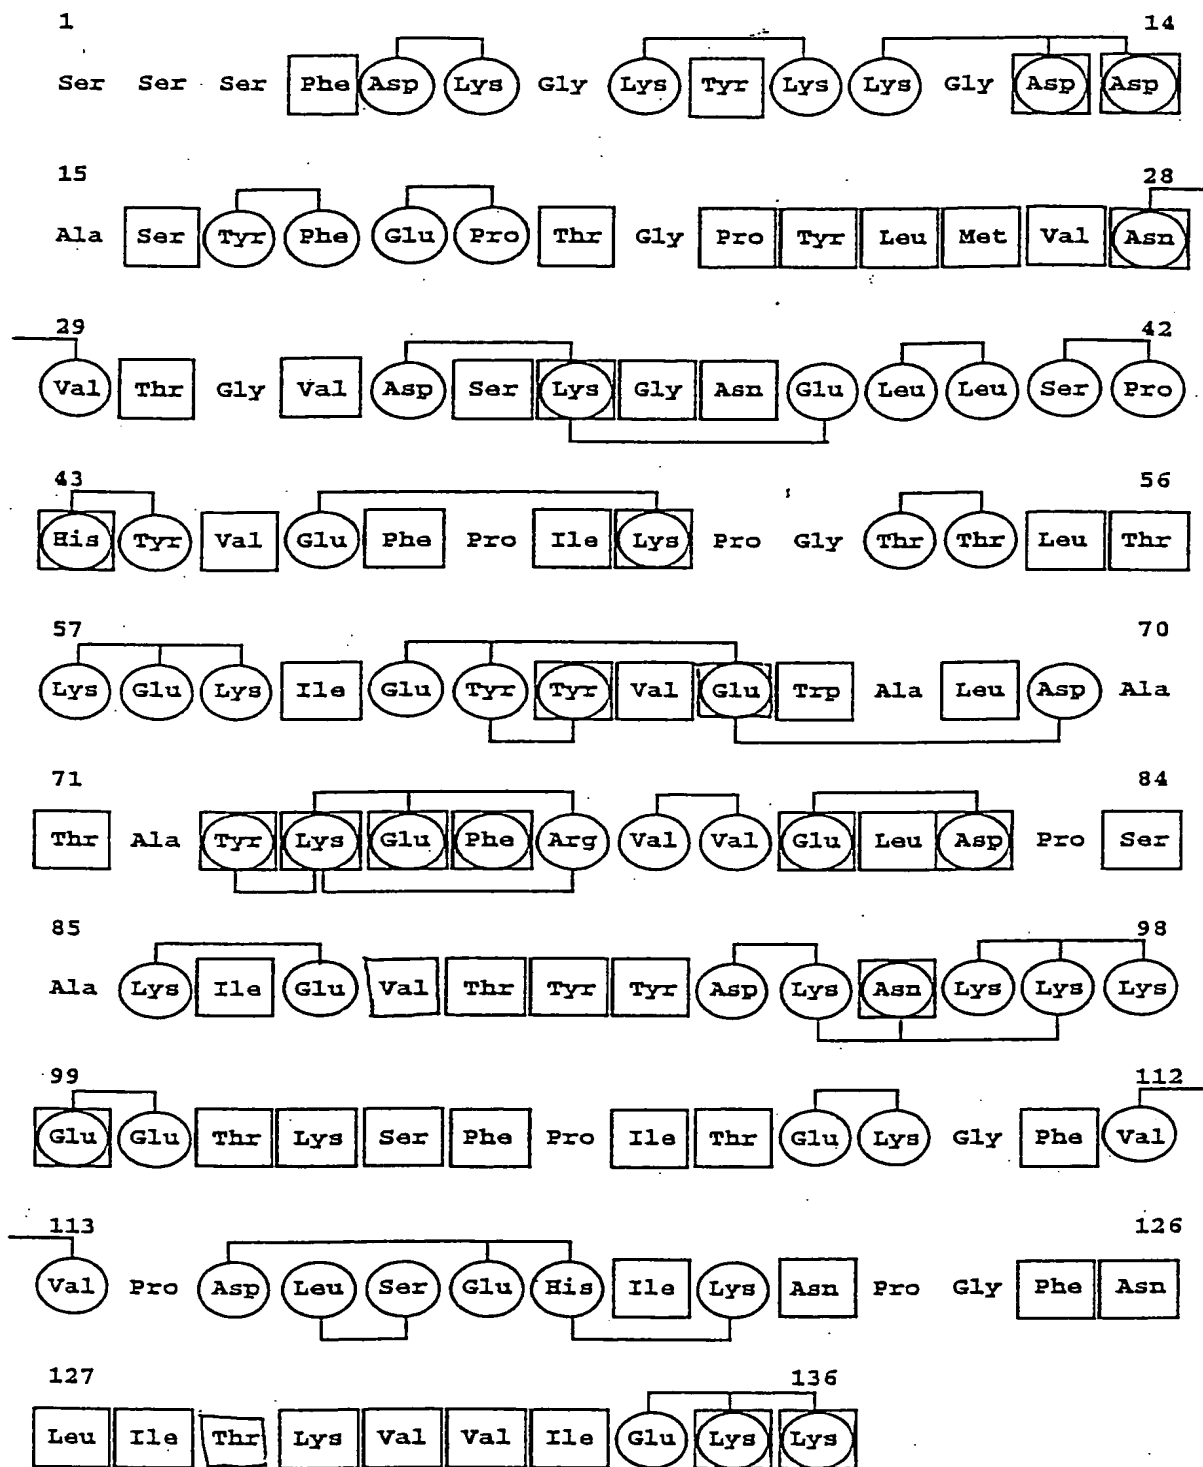 1 14
Ser Ser Ser Phe Asp Lys Gly Lys Tyr Lys Lys Gly Asp Asp
15 28
Ala Ser Tyr Phe Glu Pro Thr Gly Pro Tyr Leu Met Val Asn
29 42
Val Thr Gly Val Asp Ser Lys Gly Asn Glu Leu Leu Ser Pro
43 56
His Tyr Val Glu Phe Pro Ile Lys Pro Gly Thr Thr Leu Thr
57 70
Lys Glu Lys Ile Glu Tyr Tyr Val Glu Trp Ala Leu Asp Ala
71 84
Thr Ala Tyr Lys Glu Phe Arg Val Val Glu Leu Asp Pro Ser
85 98
Ala Lys Ile Glu Val Thr Tyr Tyr Asp Lys Asn Lys Lys Lys
99 112
Glu Glu Thr Lys Ser Phe Pro Ile Thr Glu Lys Gly Phe Val
113 126
Val Pro Asp Leu Ser Glu His Ile Lys Asn Pro Gly Phe Asn
127 136
Leu Ile Thr Lys Val Val Ile Glu Lys Lys